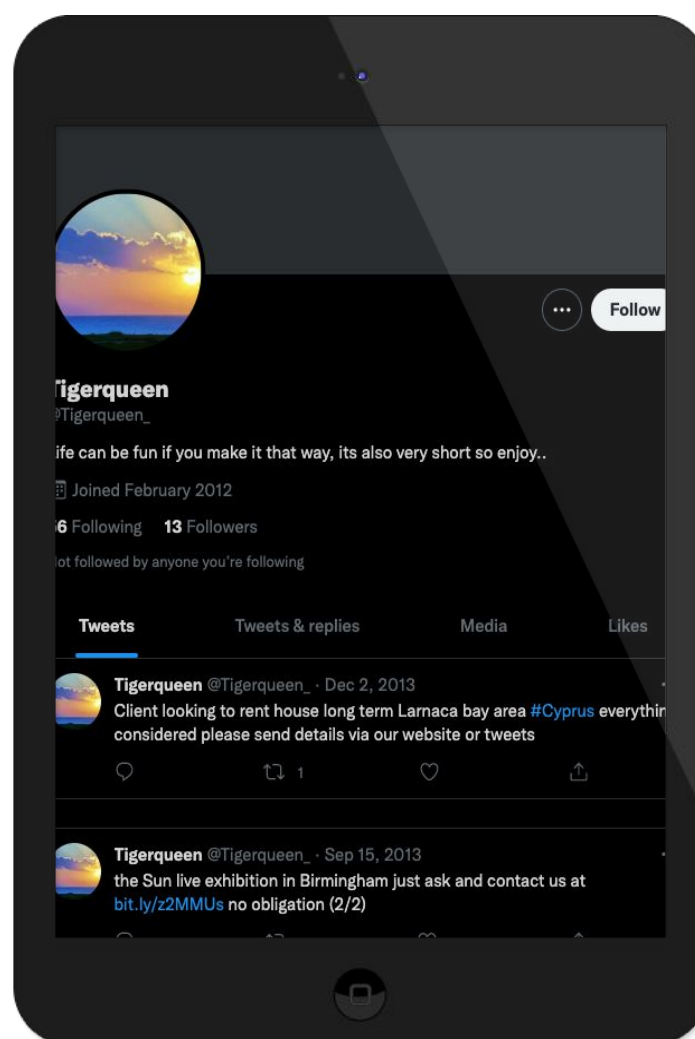 Follow
Tigerqueen
@Tigerqueen_
ife can be fun if you make it that way, its also very short so enjoy..
Joined February 2012
6 Following 13 Followers
ot followed by anyone you're following
Tweets Tweets & replies Media Likes
Tigerqueen @Tigerqueen_ · Dec 2, 2013
Client looking to rent house long term Larnaca bay area #Cyprus everythin
considered please send details via our website or tweets
1
Tigerqueen @Tigerqueen_ · Sep 15, 2013
the Sun live exhibition in Birmingham just ask and contact us at
bit.ly/z2MMUs no obligation (2/2)